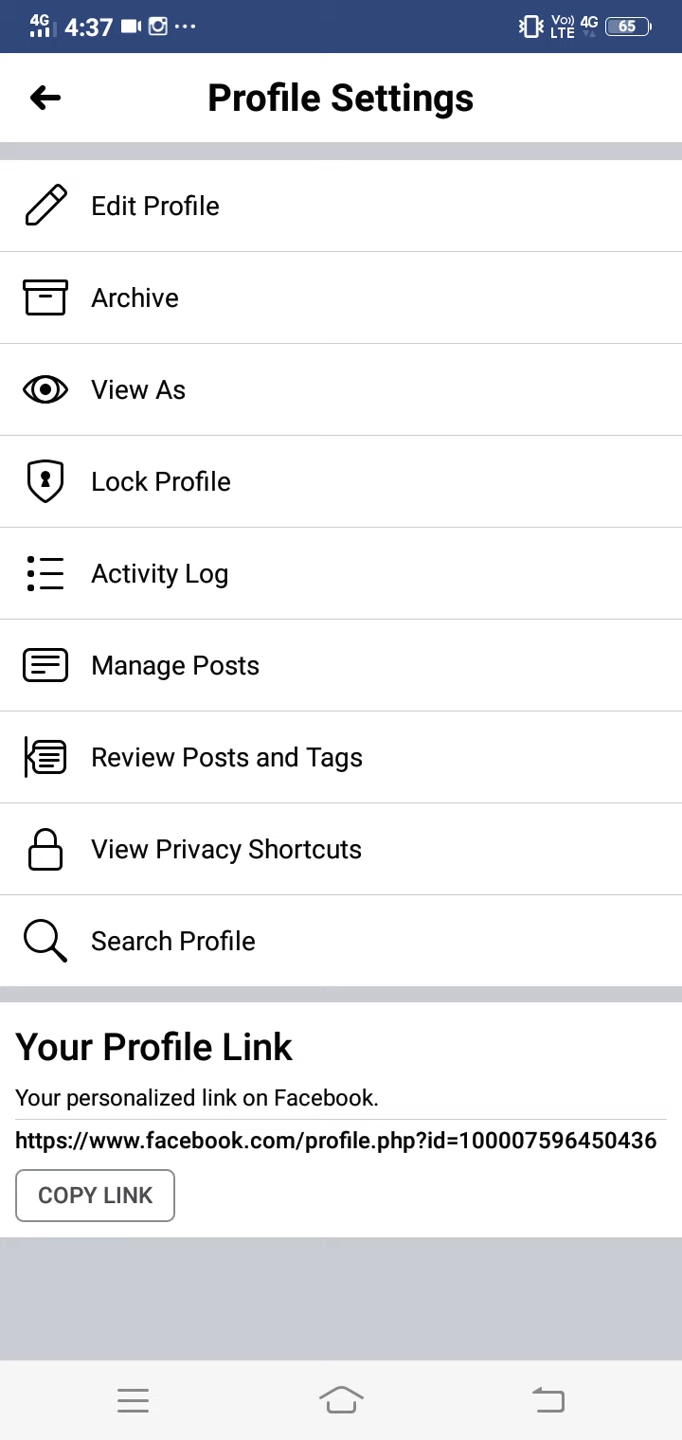 4G 4:37 ... Vo)) LTE 4G 65
Profile Settings
Edit Profile
Archive
View As
Lock Profile
Activity Log
Manage Posts
Review Posts and Tags
View Privacy Shortcuts
Search Profile
Your Profile Link
Your personalized link on Facebook.
https://www.facebook.com/profile.php?id=100007596450436
COPY LINK